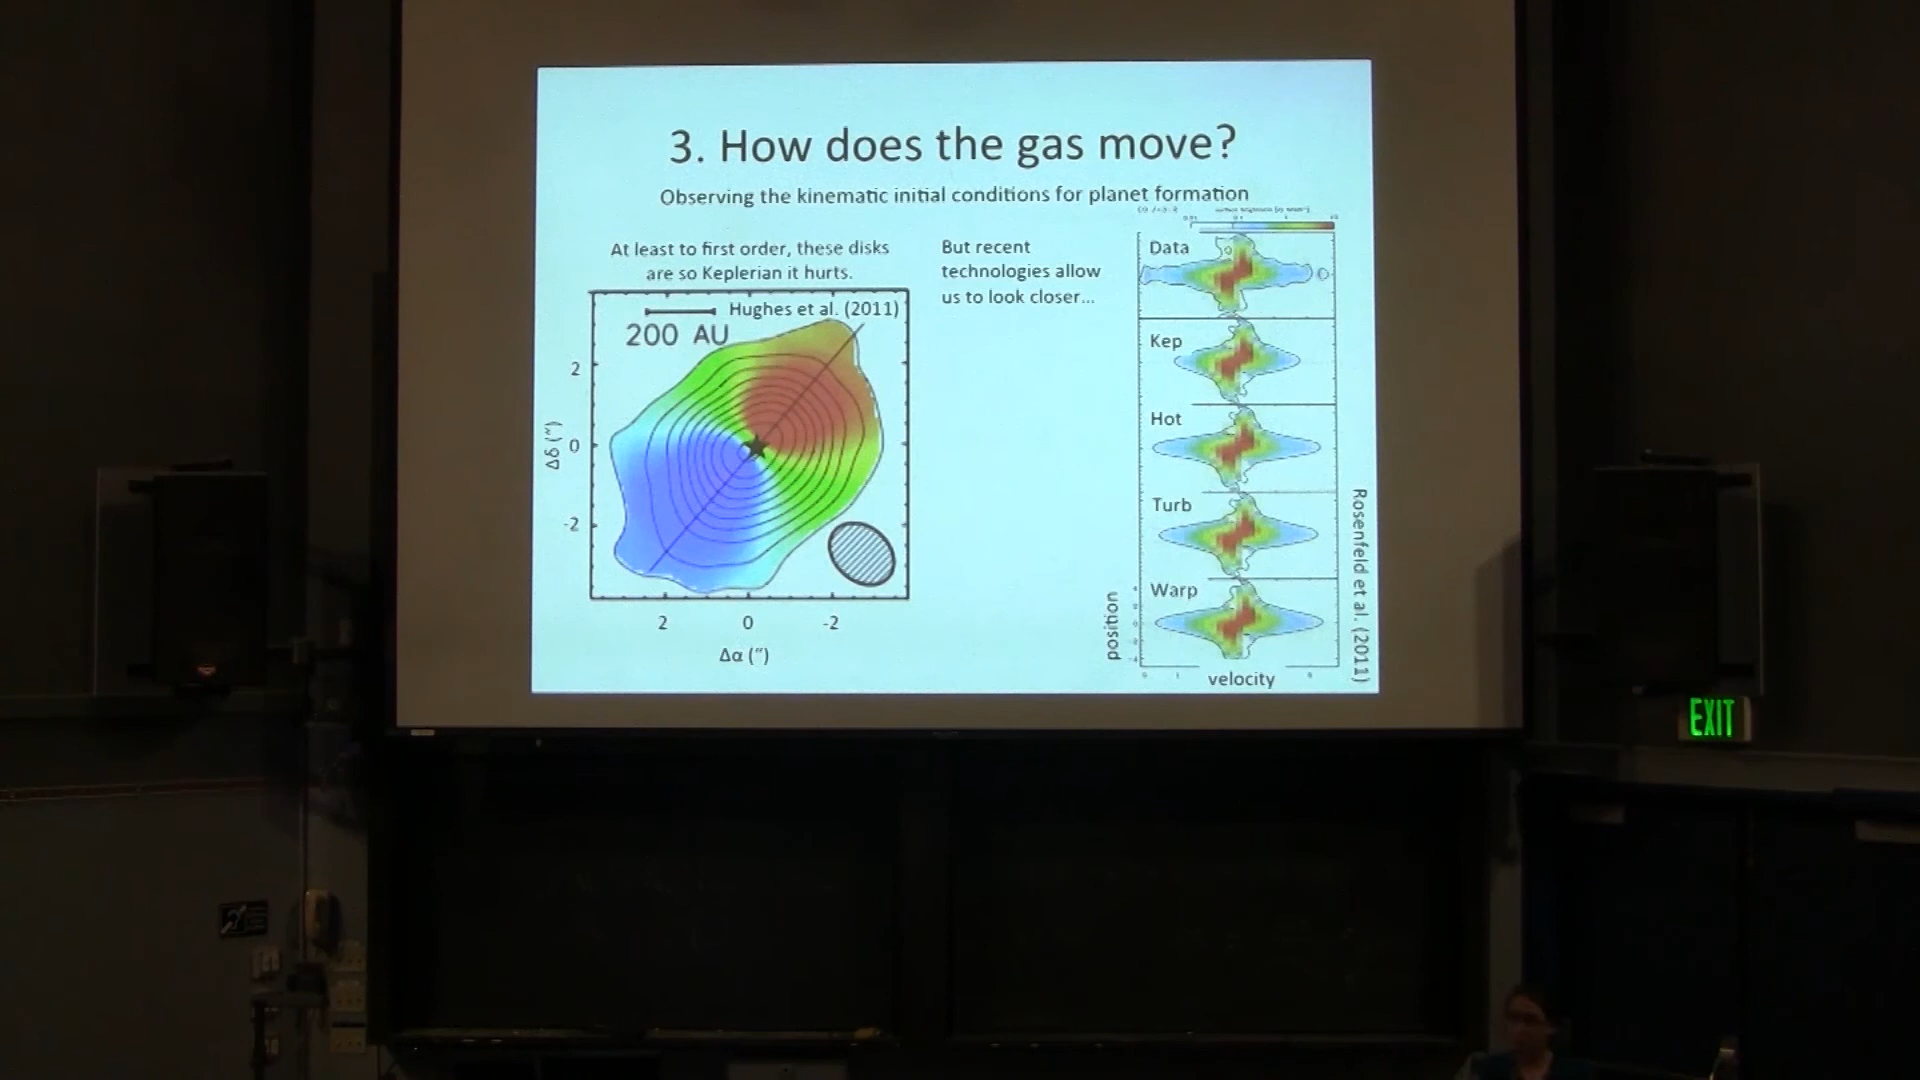 3. How does the gas move?
Observing the kinematic initial conditions for planet formation
At least to first order, these disks
are so Keplerian it hurts.
Hughes et al. (2011)
200 AU
2
0
-2
Δδ (")
2
0
-2
Δα (")
But recent
technologies allow
us to look closer...
Data
Kep
Hot
Turb
Warp
position
velocity
Rosenfeld et al. (2011)
EXIT